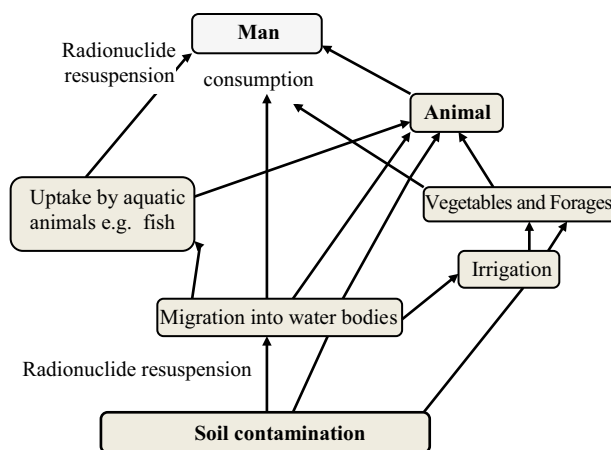 Man
Radionuclide
resuspension
consumption
Animal
Uptake by aquatic
animals e.g. fish
Vegetables and Forages
Irrigation
Migration into water bodies
Radionuclide resuspension
Soil contamination